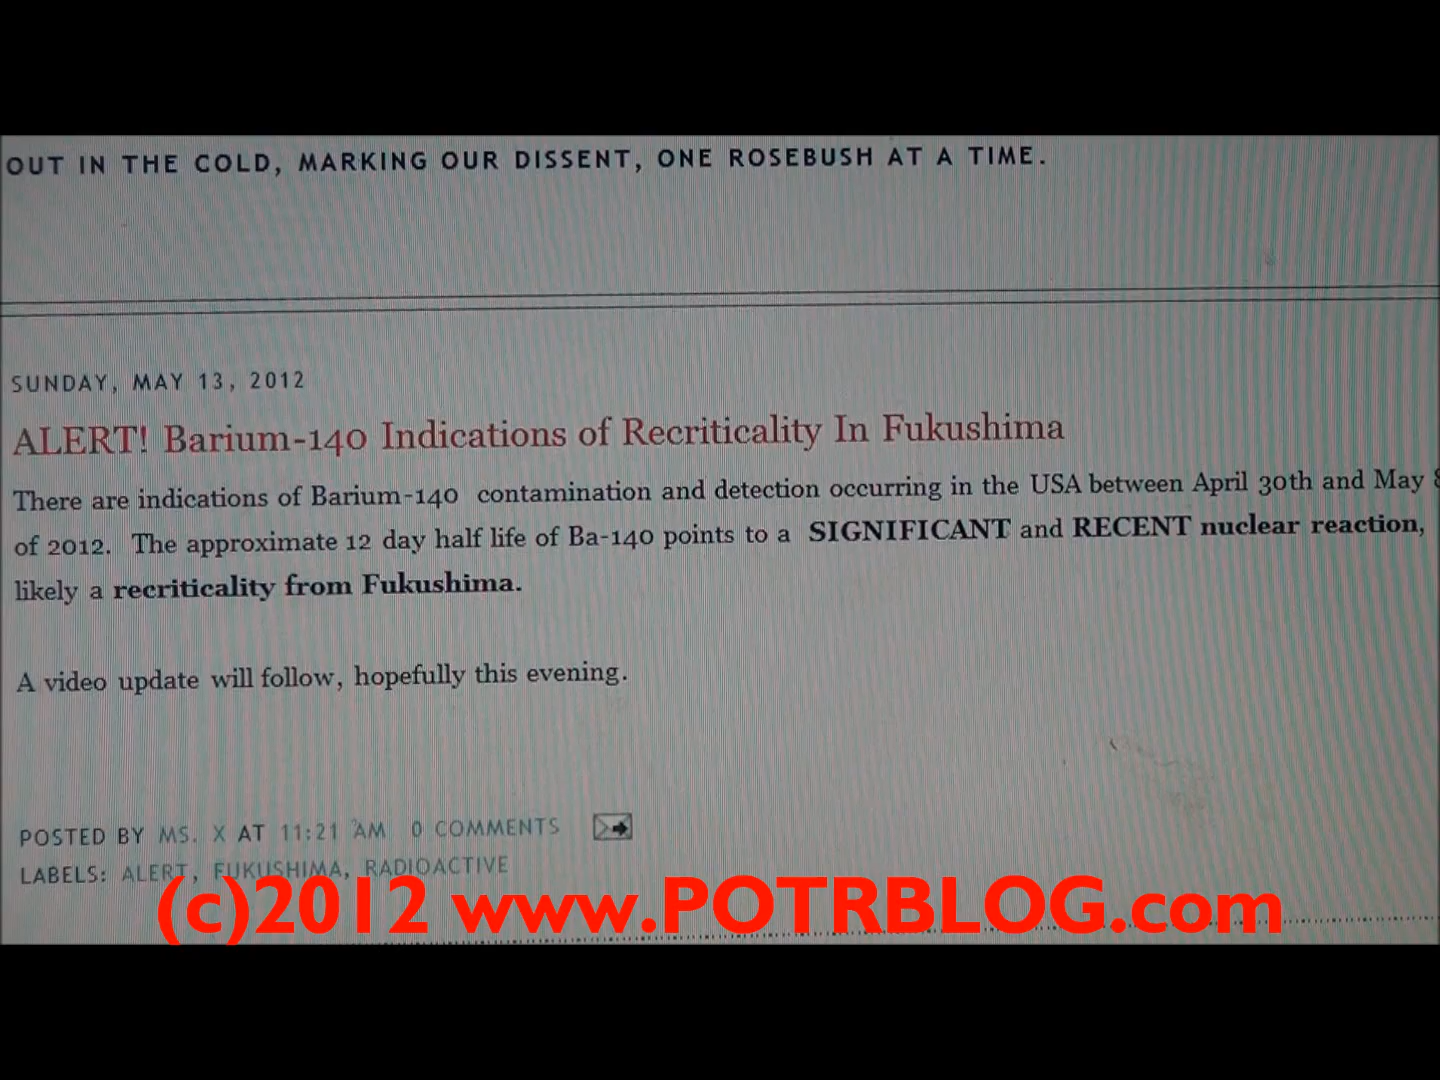 OUT IN THE COLD, MARKING OUR DISSENT, ONE ROSEBUSH AT A TIME.
SUNDAY, MAY 13, 2012
ALERT! Barium-140 Indications of Recriticality In Fukushima
There are indications of Barium-140 contamination and detection occurring in the USA between April 30th and May 8
of 2012. The approximate 12 day half life of Ba-140 points to a SIGNIFICANT and RECENT nuclear reaction,
likely a recriticality from Fukushima.
A video update will follow, hopefully this evening.
POSTED BY MS. X AT 11:21 AM 0 COMMENTS
LABELS: ALERT, FUKUSHIMA, RADIOACTIVE
(c)2012 www.POTRBLOG.com